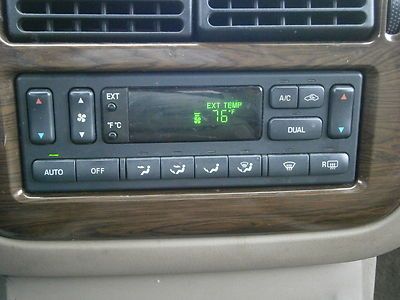 EXT
EXT TEMP
76°F
A/C
°F °C
DUAL
AUTO
OFF
R